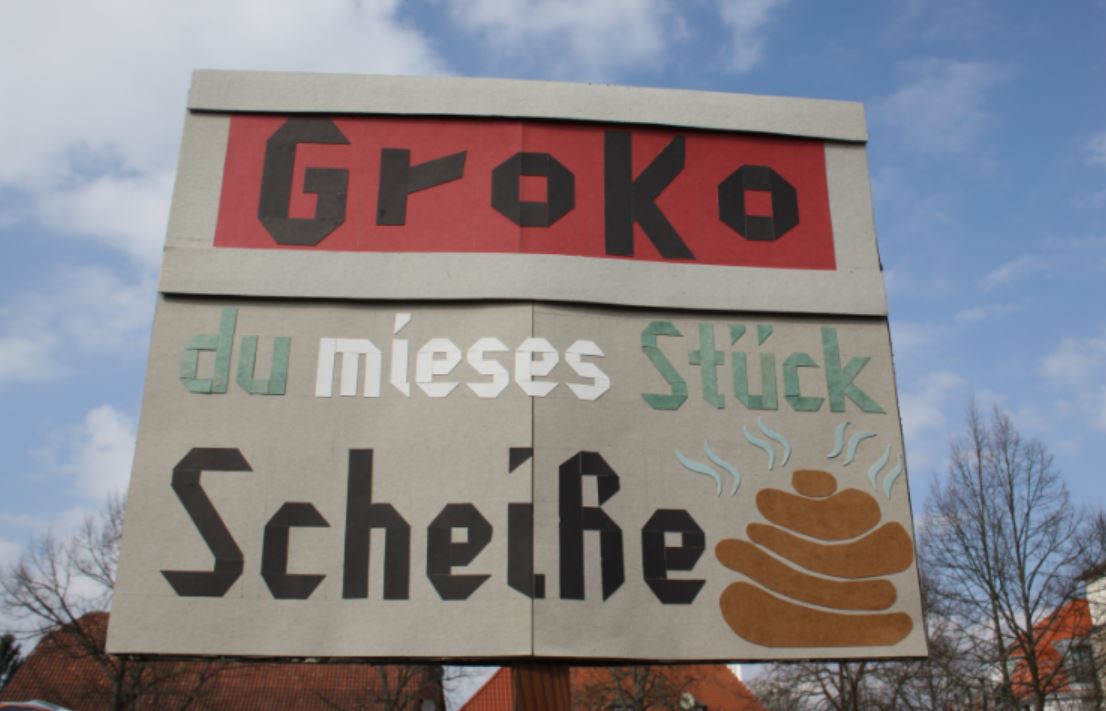 GroKo
du mieses Stück
Scheiße